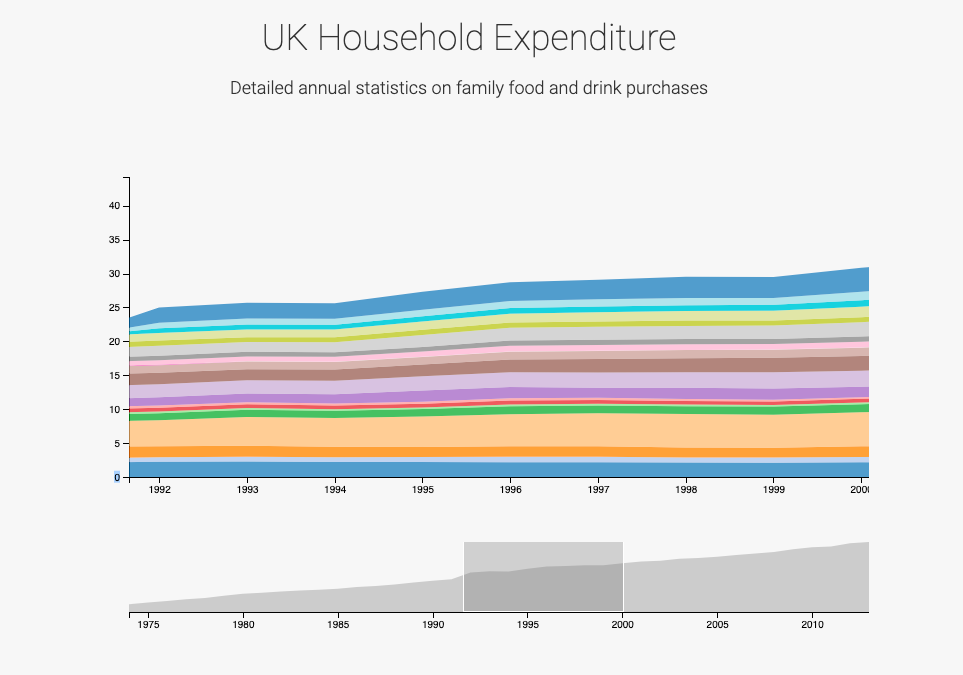 UK Household Expenditure
Detailed annual statistics on family food and drink purchases
40
35
30
25
20
15
10
5
0
1992 1993 1994 1995 1996 1997 1998 1999 2000
1975 1980 1985 1990 1995 2000 2005 2010